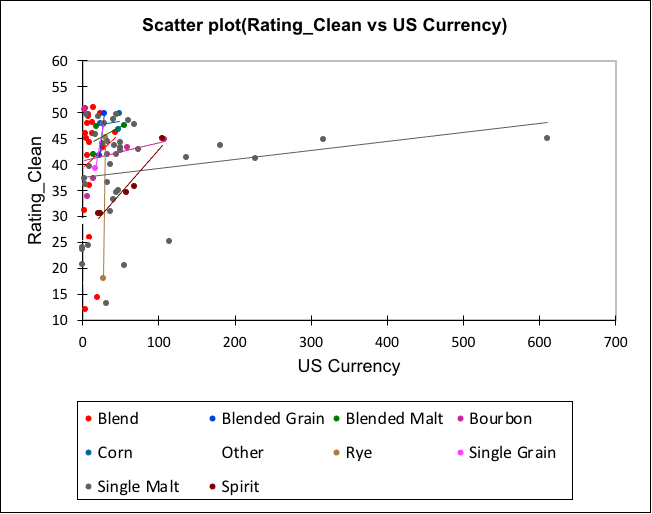 Scatter plot(Rating_Clean vs US Currency)
60
55
50
45
40
35
30
25
20
15
10
Rating_Clean
0 100 200 300 400 500 600 700
US Currency
Blend Blended Grain Blended Malt Bourbon
Corn Other Rye Single Grain
Single Malt Spirit